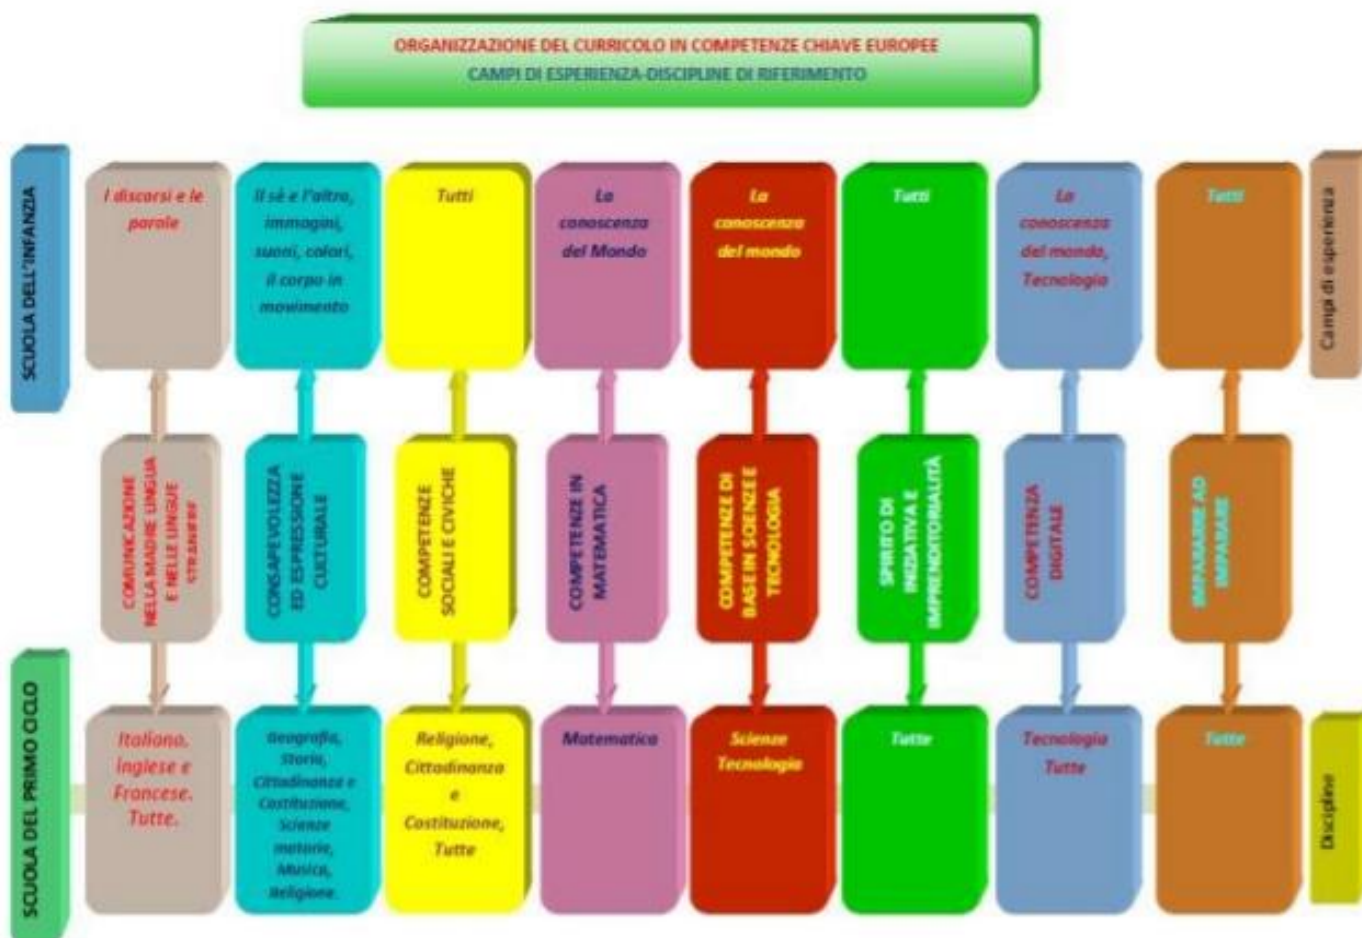 ORGANIZZAZIONE DEL CURRICOLO IN COMPETENZE CHIAVE EUROPEE
CAMPI DI ESPERIENZA-DISCIPLINE DI RIFERIMENTO
SCUOLA DELL'INFANZIA
I discorsi e le
parole
Il sè e l'altro,
immagini,
suoni, colori,
il corpo in
movimento
Tutti
La
conoscenza
del Mondo
La
conoscenza
del mondo
Tutti
La
conoscenza
del mondo,
Tecnologia
Tutti
Campi di esperienza
COMUNICAZIONE
NELLA MADRE LINGUA
E NELLE LINGUE
STRANIERE
CONSAPEVOLEZZA
ED ESPRESSIONE
CULTURALE
COMPETENZE
SOCIALI E CIVICHE
COMPETENZE IN
MATEMATICA
COMPETENZE DI
BASE IN SCIENZE E
TECNOLOGIA
SPIRITO DI
INIZIATIVA E
IMPRENDITORIALITÀ
COMPETENZA
DIGITALE
IMPARARE AD
IMPARARE
SCUOLA DEL PRIMO CICLO
Italiano.
Inglese e
Francese.
Tutte.
Geografia,
Storia,
Cittadinanza e
Costituzione,
Scienze
motorie,
Musica,
Religione.
Religione,
Cittadinanza
e
Costituzione,
Tutte
Matematica
Scienze
Tecnologia
Tutte
Tecnologia
Tutte
Tutte
Discipline